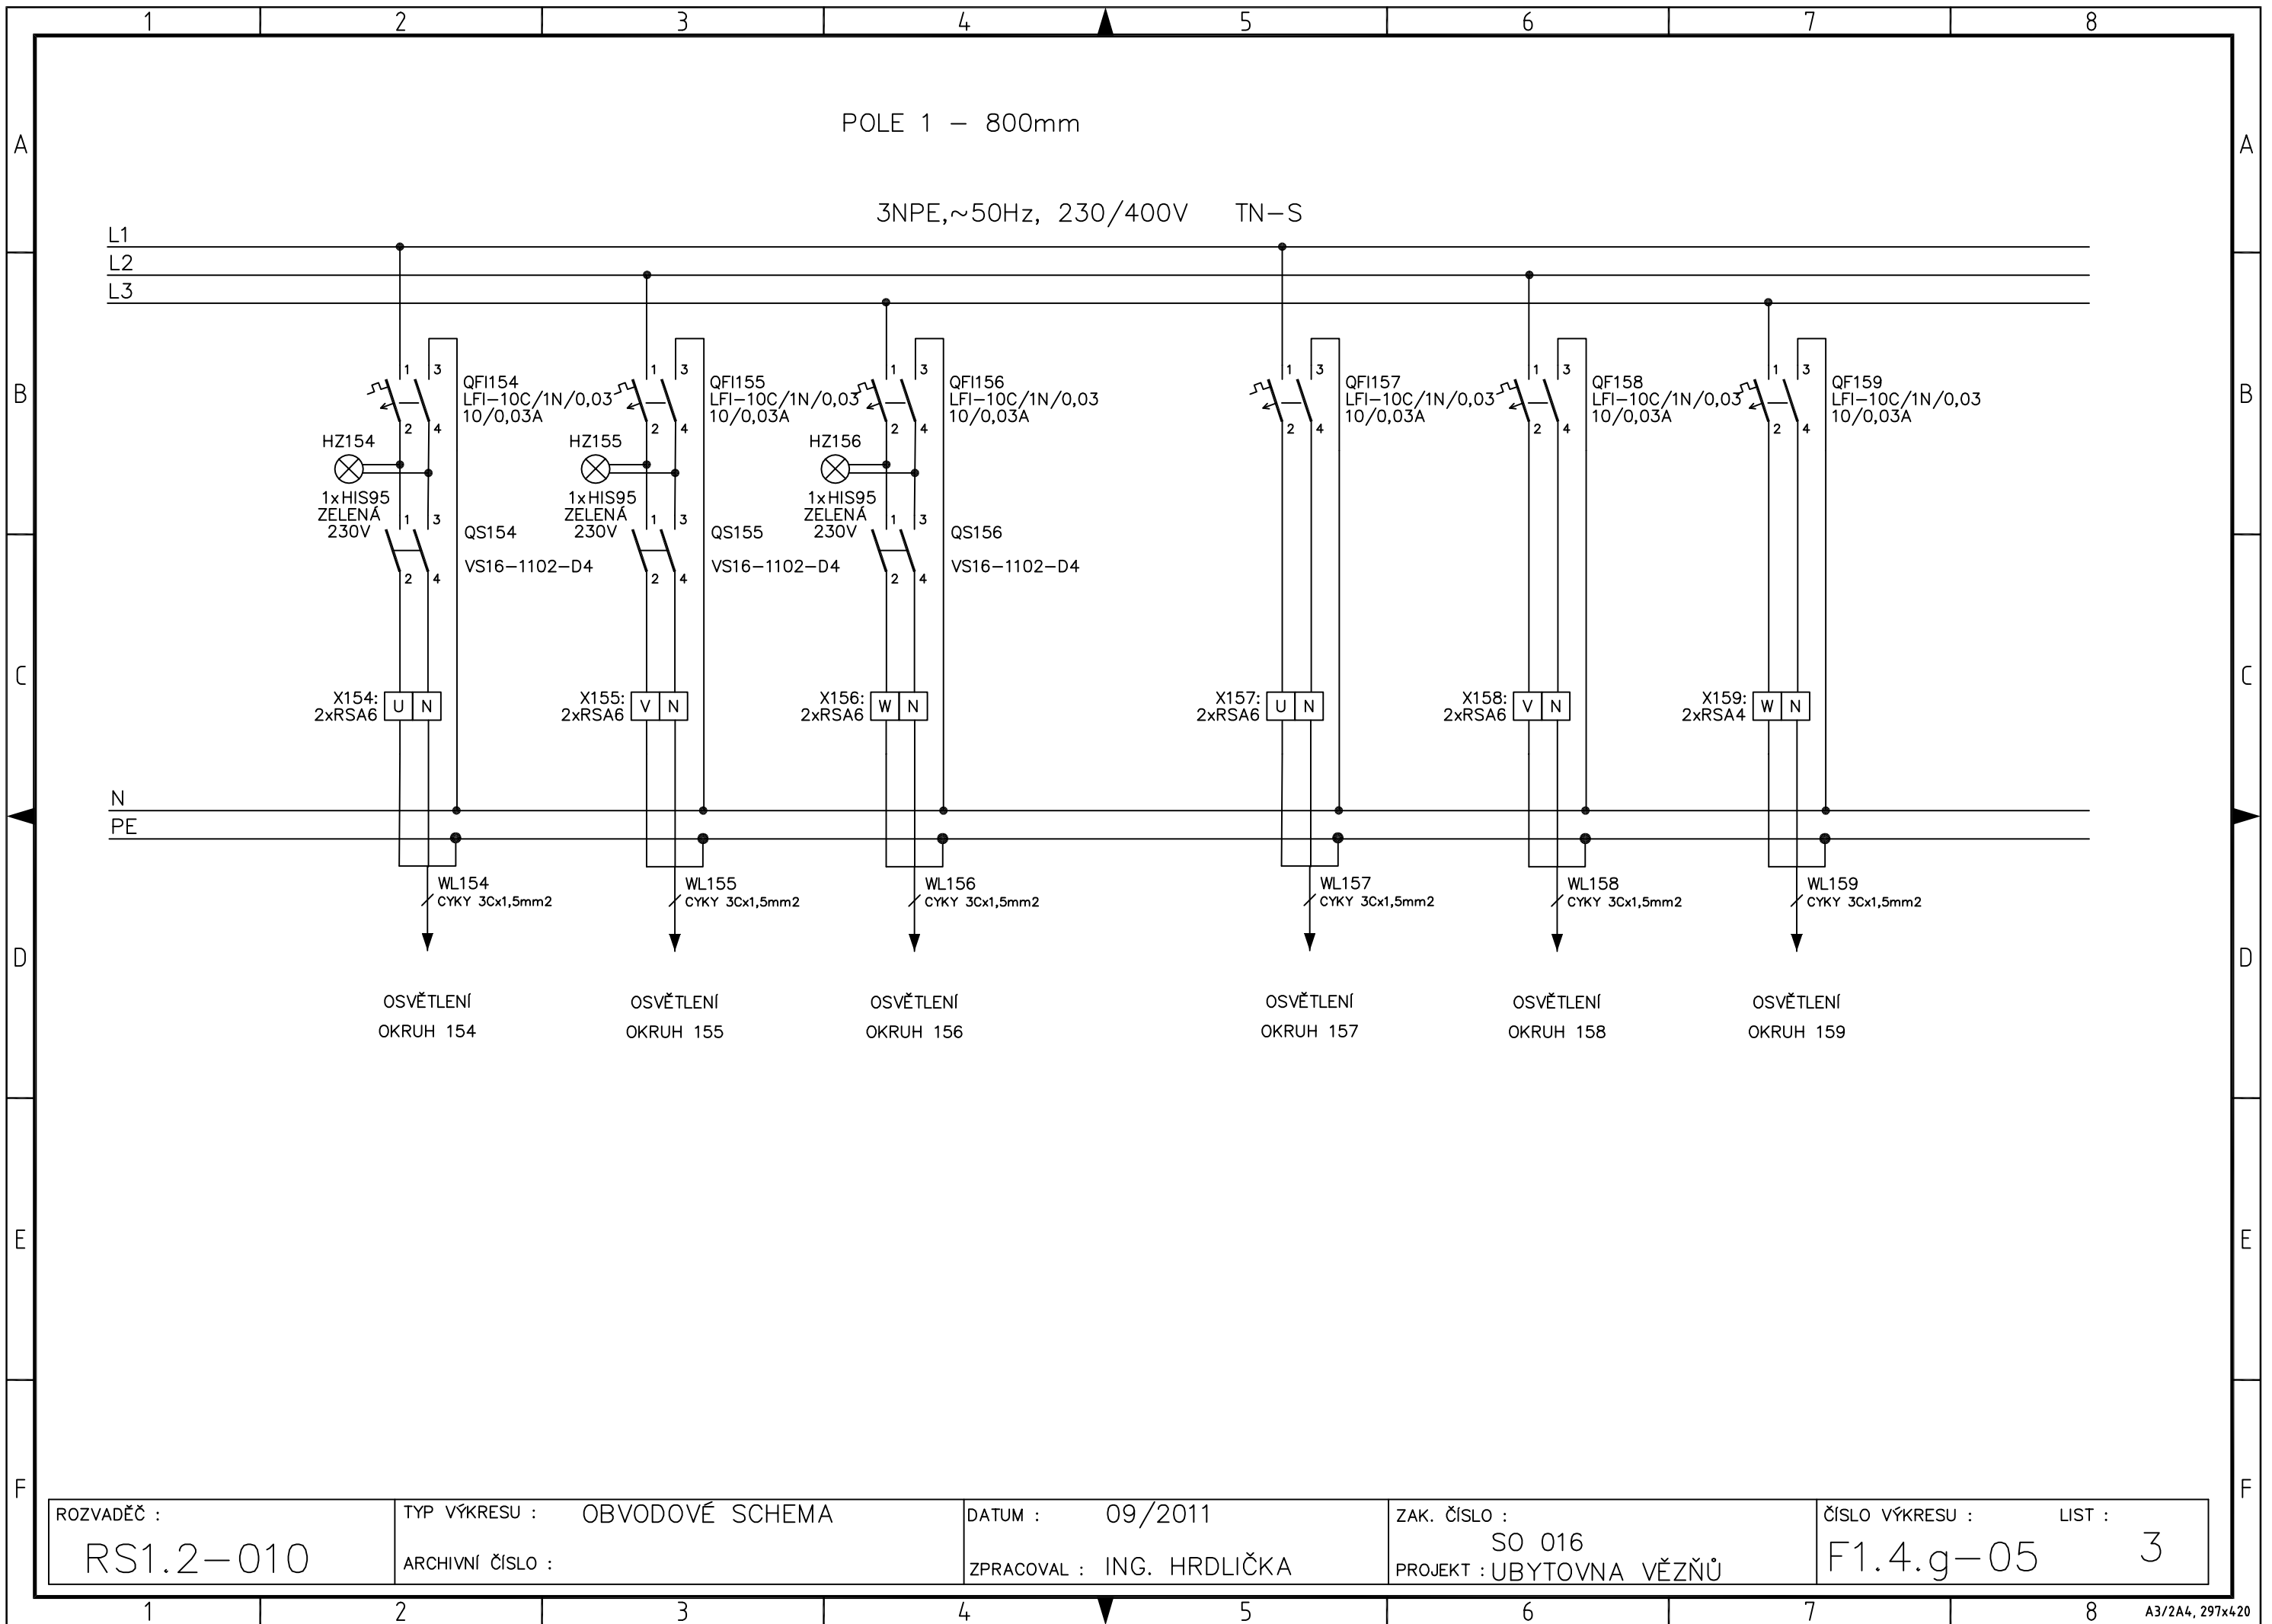 1 2 3 4 5 6 7 8
A A
B B
C C
D D
E E
F F
POLE 1 – 800mm
3NPE,~50Hz, 230/400V TN–S
L1
L2
L3
1 3
2 4
QFI154
LFI–10C/1N/0,03
10/0,03A
HZ154
1xHIS95
ZELENÁ
230V
1 3
2 4
QS154
VS16–1102–D4
X154:
2xRSA6
U N
1 3
2 4
QFI155
LFI–10C/1N/0,03
10/0,03A
HZ155
1xHIS95
ZELENÁ
230V
1 3
2 4
QS155
VS16–1102–D4
X155:
2xRSA6
V N
1 3
2 4
QFI156
LFI–10C/1N/0,03
10/0,03A
HZ156
1xHIS95
ZELENÁ
230V
1 3
2 4
QS156
VS16–1102–D4
X156:
2xRSA6
W N
1 3
2 4
QFI157
LFI–10C/1N/0,03
10/0,03A
X157:
2xRSA6
U N
1 3
2 4
QF158
LFI–10C/1N/0,03
10/0,03A
X158:
2xRSA6
V N
1 3
2 4
QF159
LFI–10C/1N/0,03
10/0,03A
X159:
2xRSA4
W N
N
PE
WL154
CYKY 3Cx1,5mm2
WL155
CYKY 3Cx1,5mm2
WL156
CYKY 3Cx1,5mm2
WL157
CYKY 3Cx1,5mm2
WL158
CYKY 3Cx1,5mm2
WL159
CYKY 3Cx1,5mm2
OSVĚTLENÍ
OKRUH 154
OSVĚTLENÍ
OKRUH 155
OSVĚTLENÍ
OKRUH 156
OSVĚTLENÍ
OKRUH 157
OSVĚTLENÍ
OKRUH 158
OSVĚTLENÍ
OKRUH 159
ROZVADĚČ :
RS1.2–010
TYP VÝKRESU : OBVODOVÉ SCHEMA
ARCHIVNÍ ČÍSLO :
DATUM : 09/2011
ZPRACOVAL : ING. HRDLIČKA
ZAK. ČÍSLO :
SO 016
PROJEKT : UBYTOVNA VĚZŇŮ
ČÍSLO VÝKRESU :
F1.4.g–05
LIST :
3
1 2 3 4 5 6 7 8
A3/2A4, 297x420